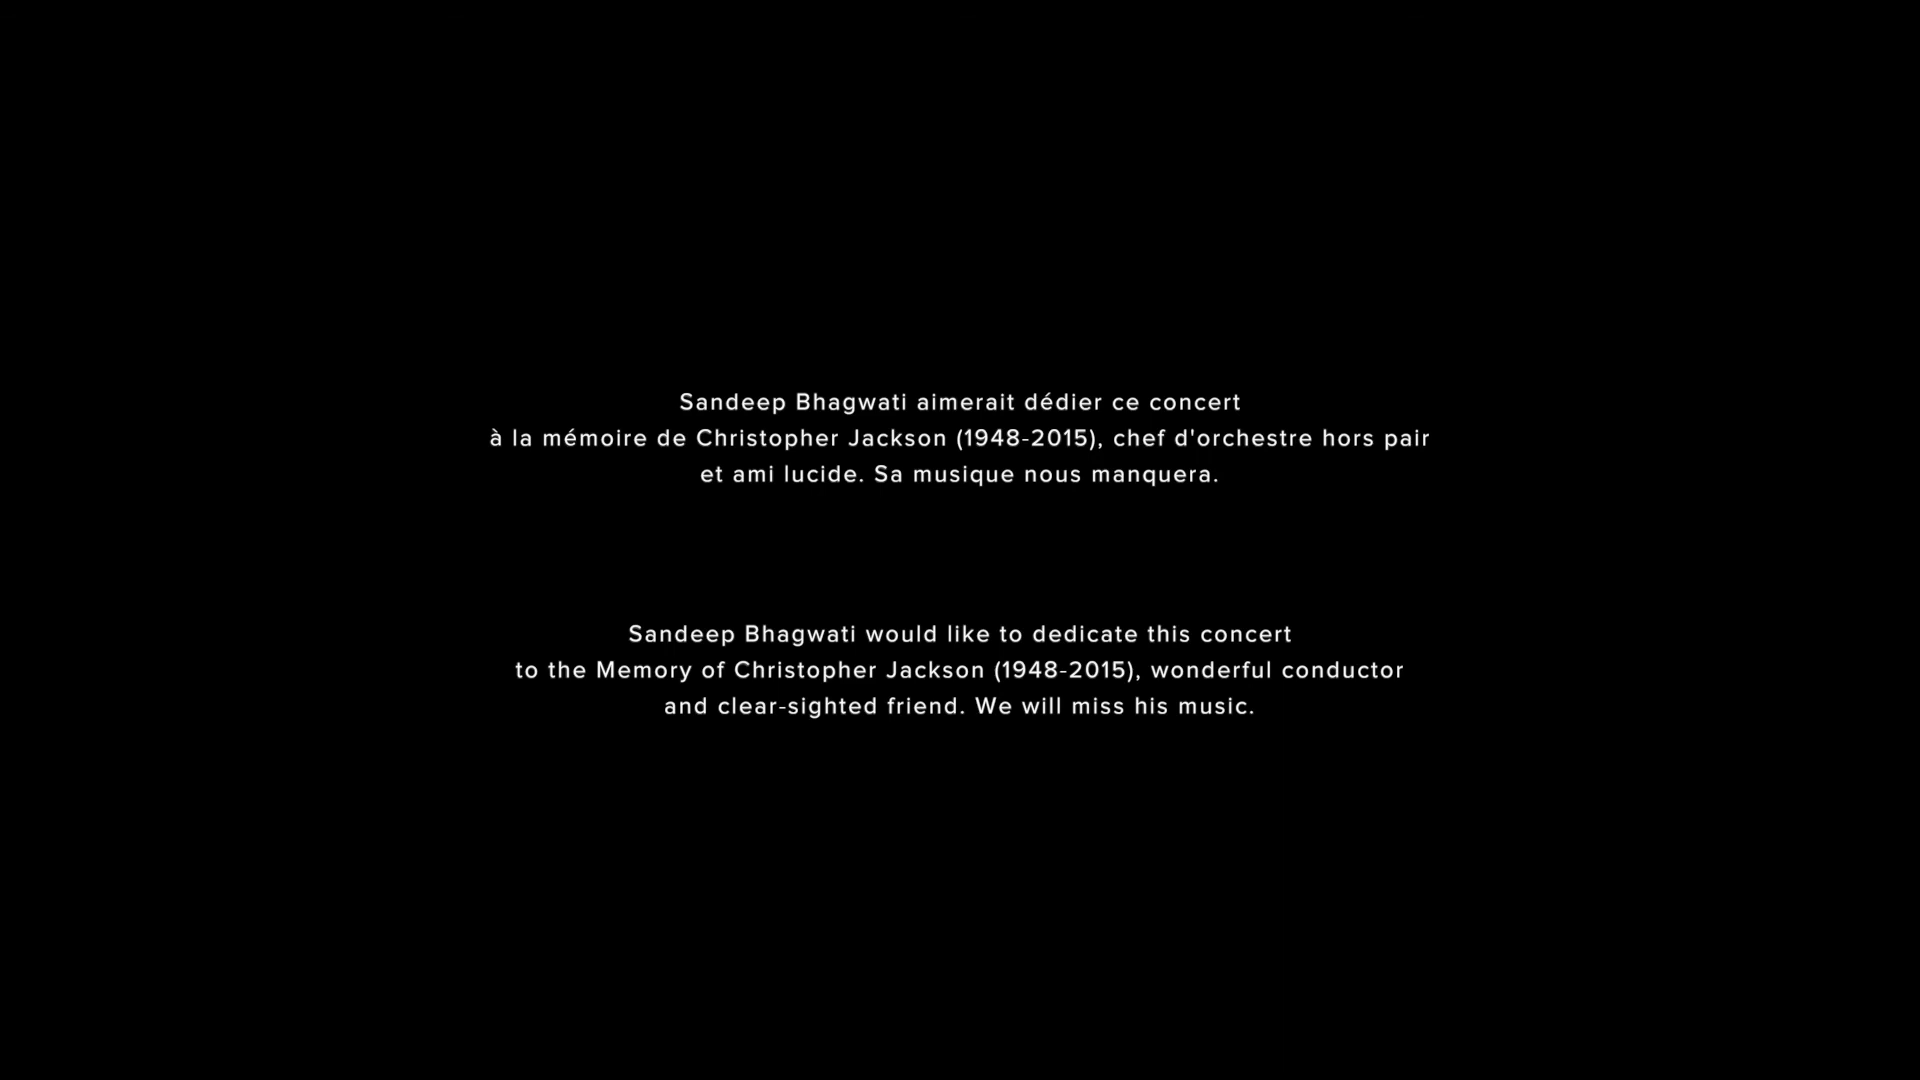 Sandeep Bhagwati aimerait dédier ce concert
à la mémoire de Christopher Jackson (1948-2015), chef d'orchestre hors pair
et ami lucide. Sa musique nous manquera.
Sandeep Bhagwati would like to dedicate this concert
to the Memory of Christopher Jackson (1948-2015), wonderful conductor
and clear-sighted friend. We will miss his music.